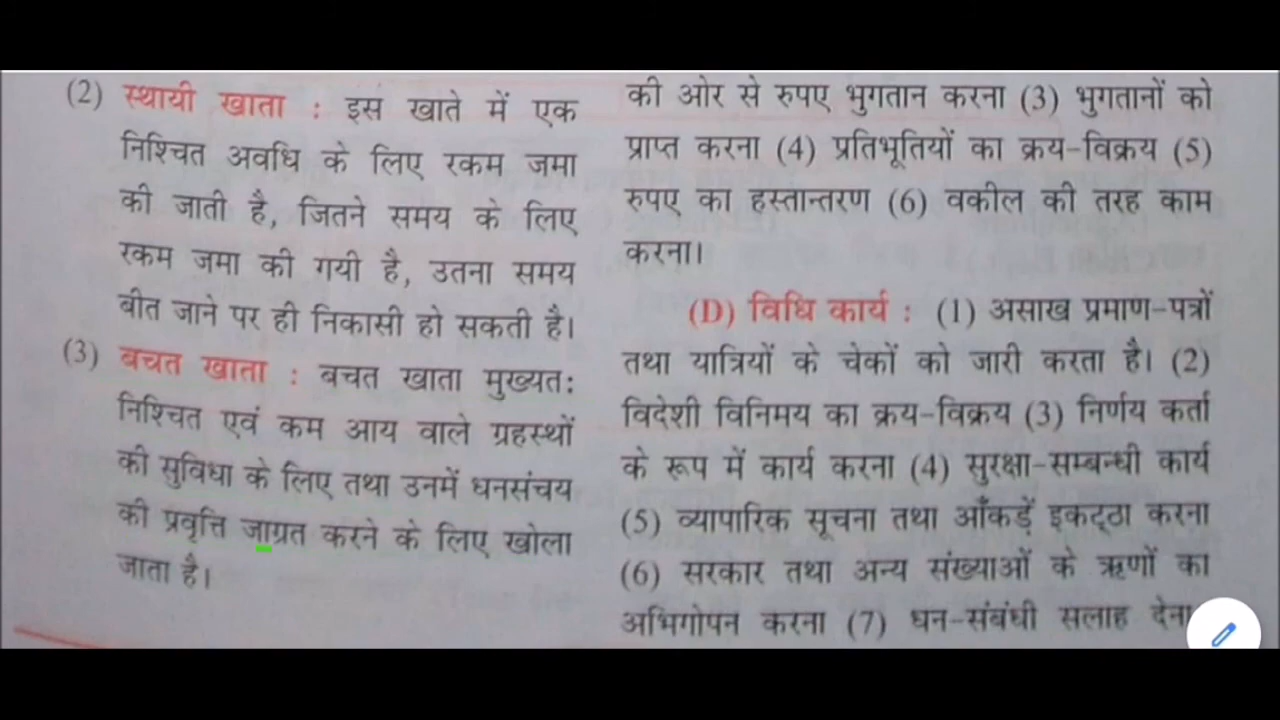 (2) स्थायी खाता : इस खाते में एक
निश्चित अवधि के लिए रकम जमा
की जाती है, जितने समय के लिए
रकम जमा की गयी है, उतना समय
बीत जाने पर ही निकासी हो सकती है।
(3) बचत खाता : बचत खाता मुख्यतः
निश्चित एवं कम आय वाले ग्रहस्थों
की सुविधा के लिए तथा उनमें धनसंचय
की प्रवृत्ति जाग्रत करने के लिए खोला
जाता है।
की ओर से रुपए भुगतान करना (3) भुगतानों को
प्राप्त करना (4) प्रतिभूतियों का क्रय-विक्रय (5)
रुपए का हस्तान्तरण (6) वकील की तरह काम
करना।
(D) विधि कार्य : (1) असाख प्रमाण-पत्रों
तथा यात्रियों के चेकों को जारी करता है। (2)
विदेशी विनिमय का क्रय-विक्रय (3) निर्णय कर्ता
के रूप में कार्य करना (4) सुरक्षा-सम्बन्धी कार्य
(5) व्यापारिक सूचना तथा आँकड़ें इकट्ठा करना
(6) सरकार तथा अन्य संख्याओं के ऋणों का
अभिगोपन करना (7) धन-संबंधी सलाह देना